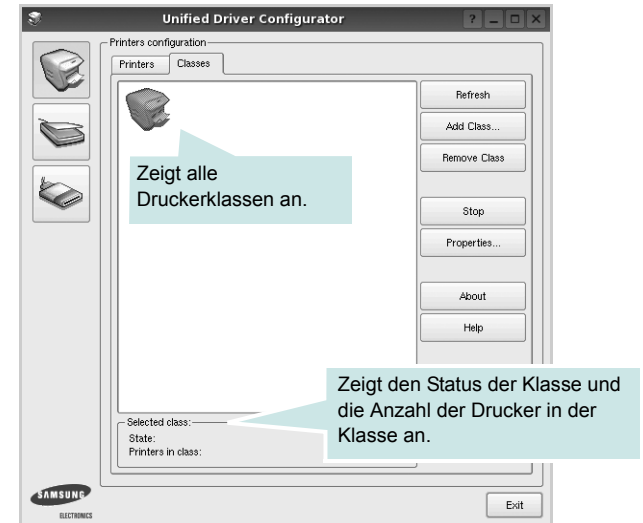 Unified Driver Configurator
Printers configuration
Printers
Classes
Refresh
Add Class...
Remove Class
Zeigt alle
Druckerklassen an.
Stop
Properties...
About
Help
Zeigt den Status der Klasse und
die Anzahl der Drucker in der
Klasse an.
Selected class:
State:
Printers in class:
SAMSUNG
ELECTRONICS
Exit